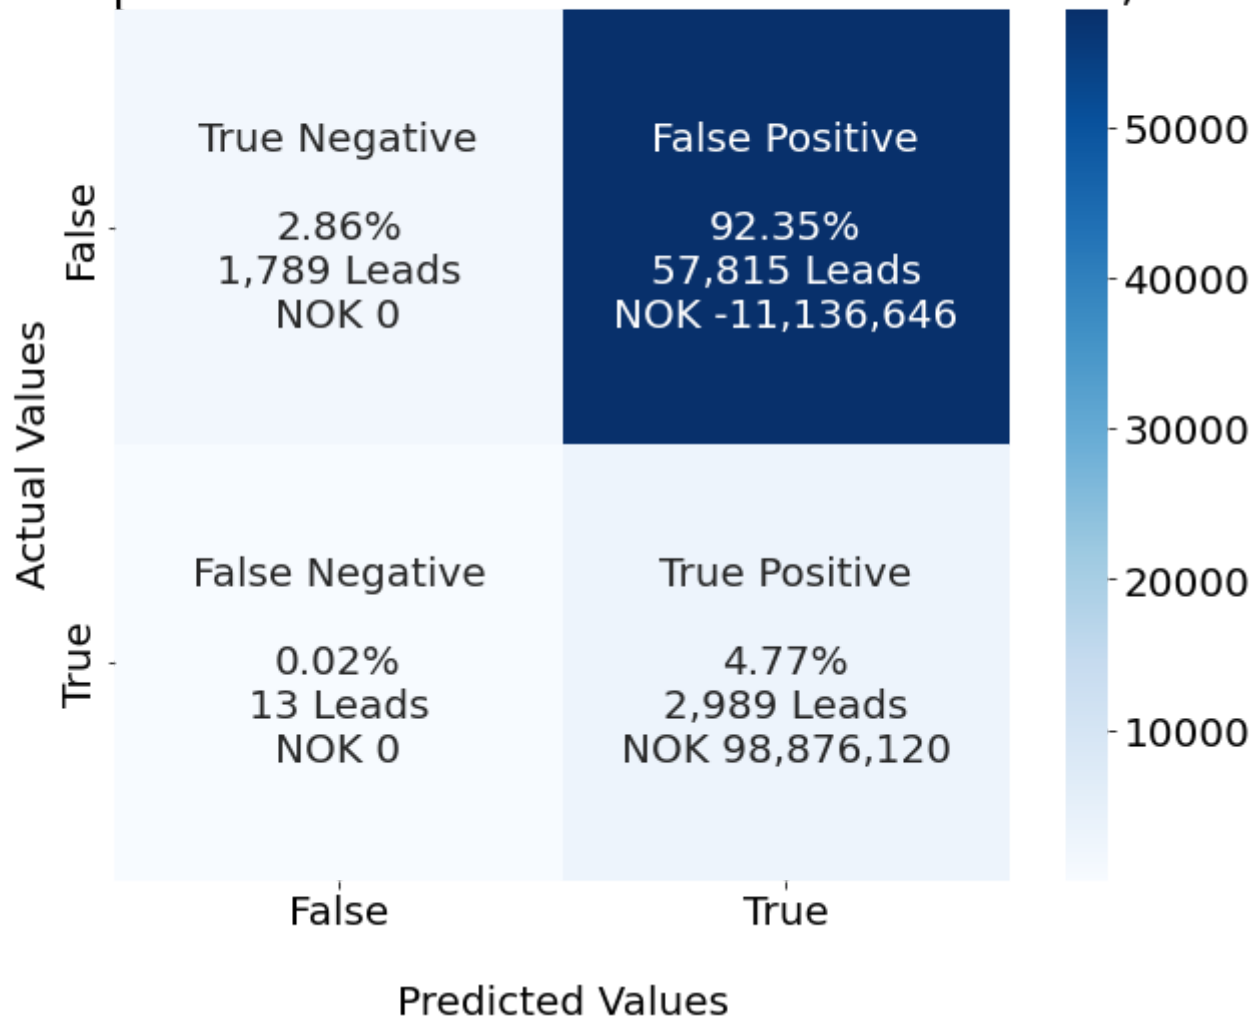 True Negative
2.86%
1,789 Leads
NOK 0
False Positive
92.35%
57,815 Leads
NOK -11,136,646
False Negative
0.02%
13 Leads
NOK 0
True Positive
4.77%
2,989 Leads
NOK 98,876,120
Actual Values
False
True
False
True
Predicted Values
50000
40000
30000
20000
10000